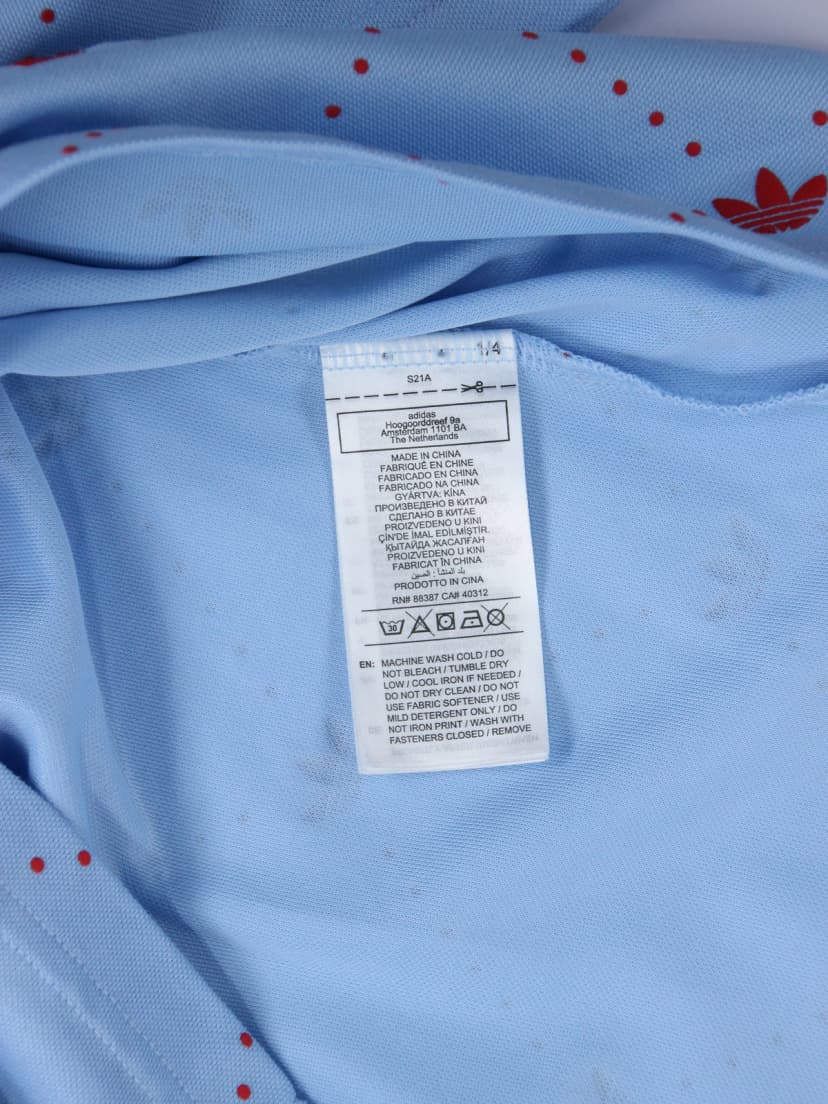 1/4
S21A
adidas
Hoogoorddreef 9a
Amsterdam 1101 BA
The Netherlands
MADE IN CHINA
FABRIQUÉ EN CHINE
FABRICADO EN CHINA
FABRICADO NA CHINA
GYÁRTVA: KÍNA
ПРОИЗВЕДЕНО В КИТАЙ
СДЕЛАНО В КИТАЕ
PROIZVEDENO U KINI
ÇİN'DE İMAL EDİLMİŞTİR.
ҚЫТАЙДА ЖАСАЛҒАН
PROIZVEDENO U KINI
FABRICAT ÎN CHINA
بلد المنشأ : الصين
PRODOTTO IN CINA
RN# 88387 CA# 40312
30
EN: MACHINE WASH COLD / DO
NOT BLEACH / TUMBLE DRY
LOW / COOL IRON IF NEEDED /
DO NOT DRY CLEAN / DO NOT
USE FABRIC SOFTENER / USE
MILD DETERGENT ONLY / DO
NOT IRON PRINT / WASH WITH
FASTENERS CLOSED / REMOVE